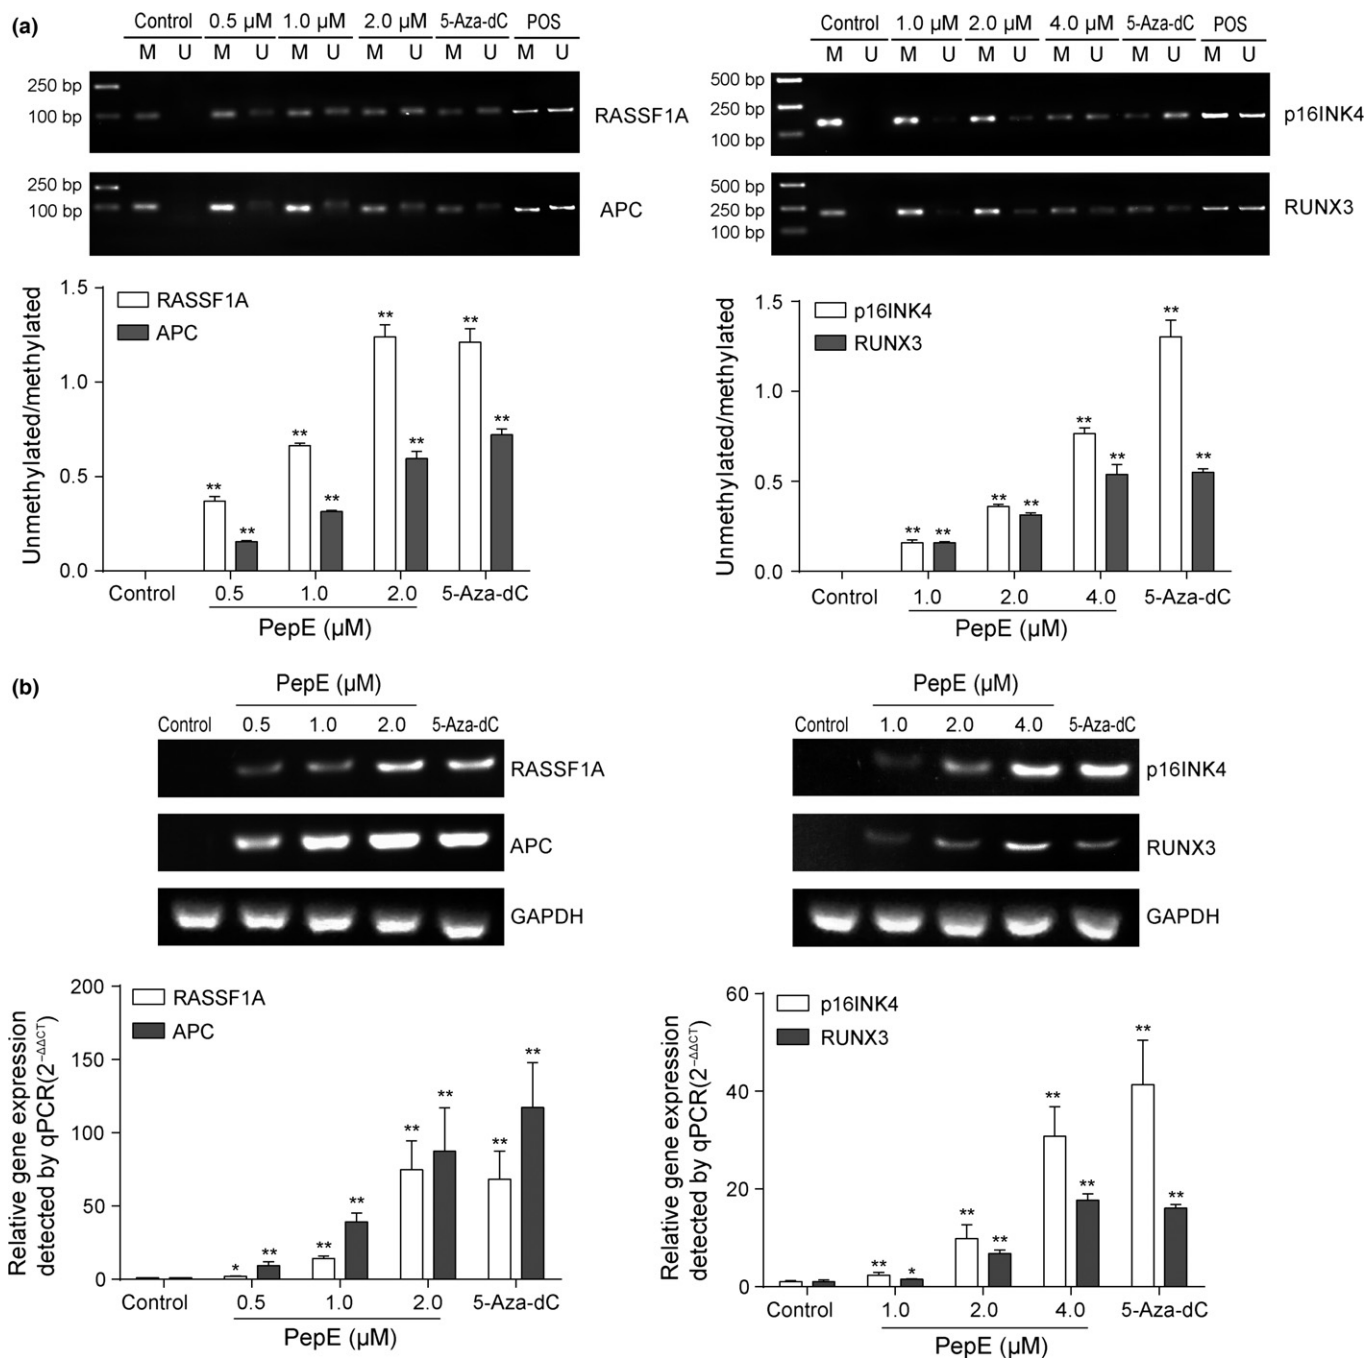 (a)
Control 0.5 µM 1.0 µM 2.0 µM 5-Aza-dC POS
M U M U M U M U M U M U
250 bp
100 bp
RASSF1A
250 bp
100 bp
APC
Control 1.0 µM 2.0 µM 4.0 µM 5-Aza-dC POS
M U M U M U M U M U M U
500 bp
250 bp
100 bp
p16INK4
500 bp
250 bp
100 bp
RUNX3
Unmethylated/methylated
1.5
1.0
0.5
0.0
RASSF1A
APC
** ** ** ** ** ** ** **
Control 0.5 1.0 2.0 5-Aza-dC
PepE (µM)
Unmethylated/methylated
1.5
1.0
0.5
0.0
p16INK4
RUNX3
** ** ** ** ** ** ** **
Control 1.0 2.0 4.0 5-Aza-dC
PepE (µM)
(b)
PepE (µM)
Control 0.5 1.0 2.0 5-Aza-dC
RASSF1A
APC
GAPDH
PepE (µM)
Control 1.0 2.0 4.0 5-Aza-dC
p16INK4
RUNX3
GAPDH
Relative gene expression
detected by qPCR(2−ΔΔCT)
200
150
100
50
0
RASSF1A
APC
* ** ** ** ** ** ** **
Control 0.5 1.0 2.0 5-Aza-dC
PepE (µM)
Relative gene expression
detected by qPCR(2−ΔΔCT)
60
40
20
0
p16INK4
RUNX3
** * ** ** ** ** ** **
Control 1.0 2.0 4.0 5-Aza-dC
PepE (µM)